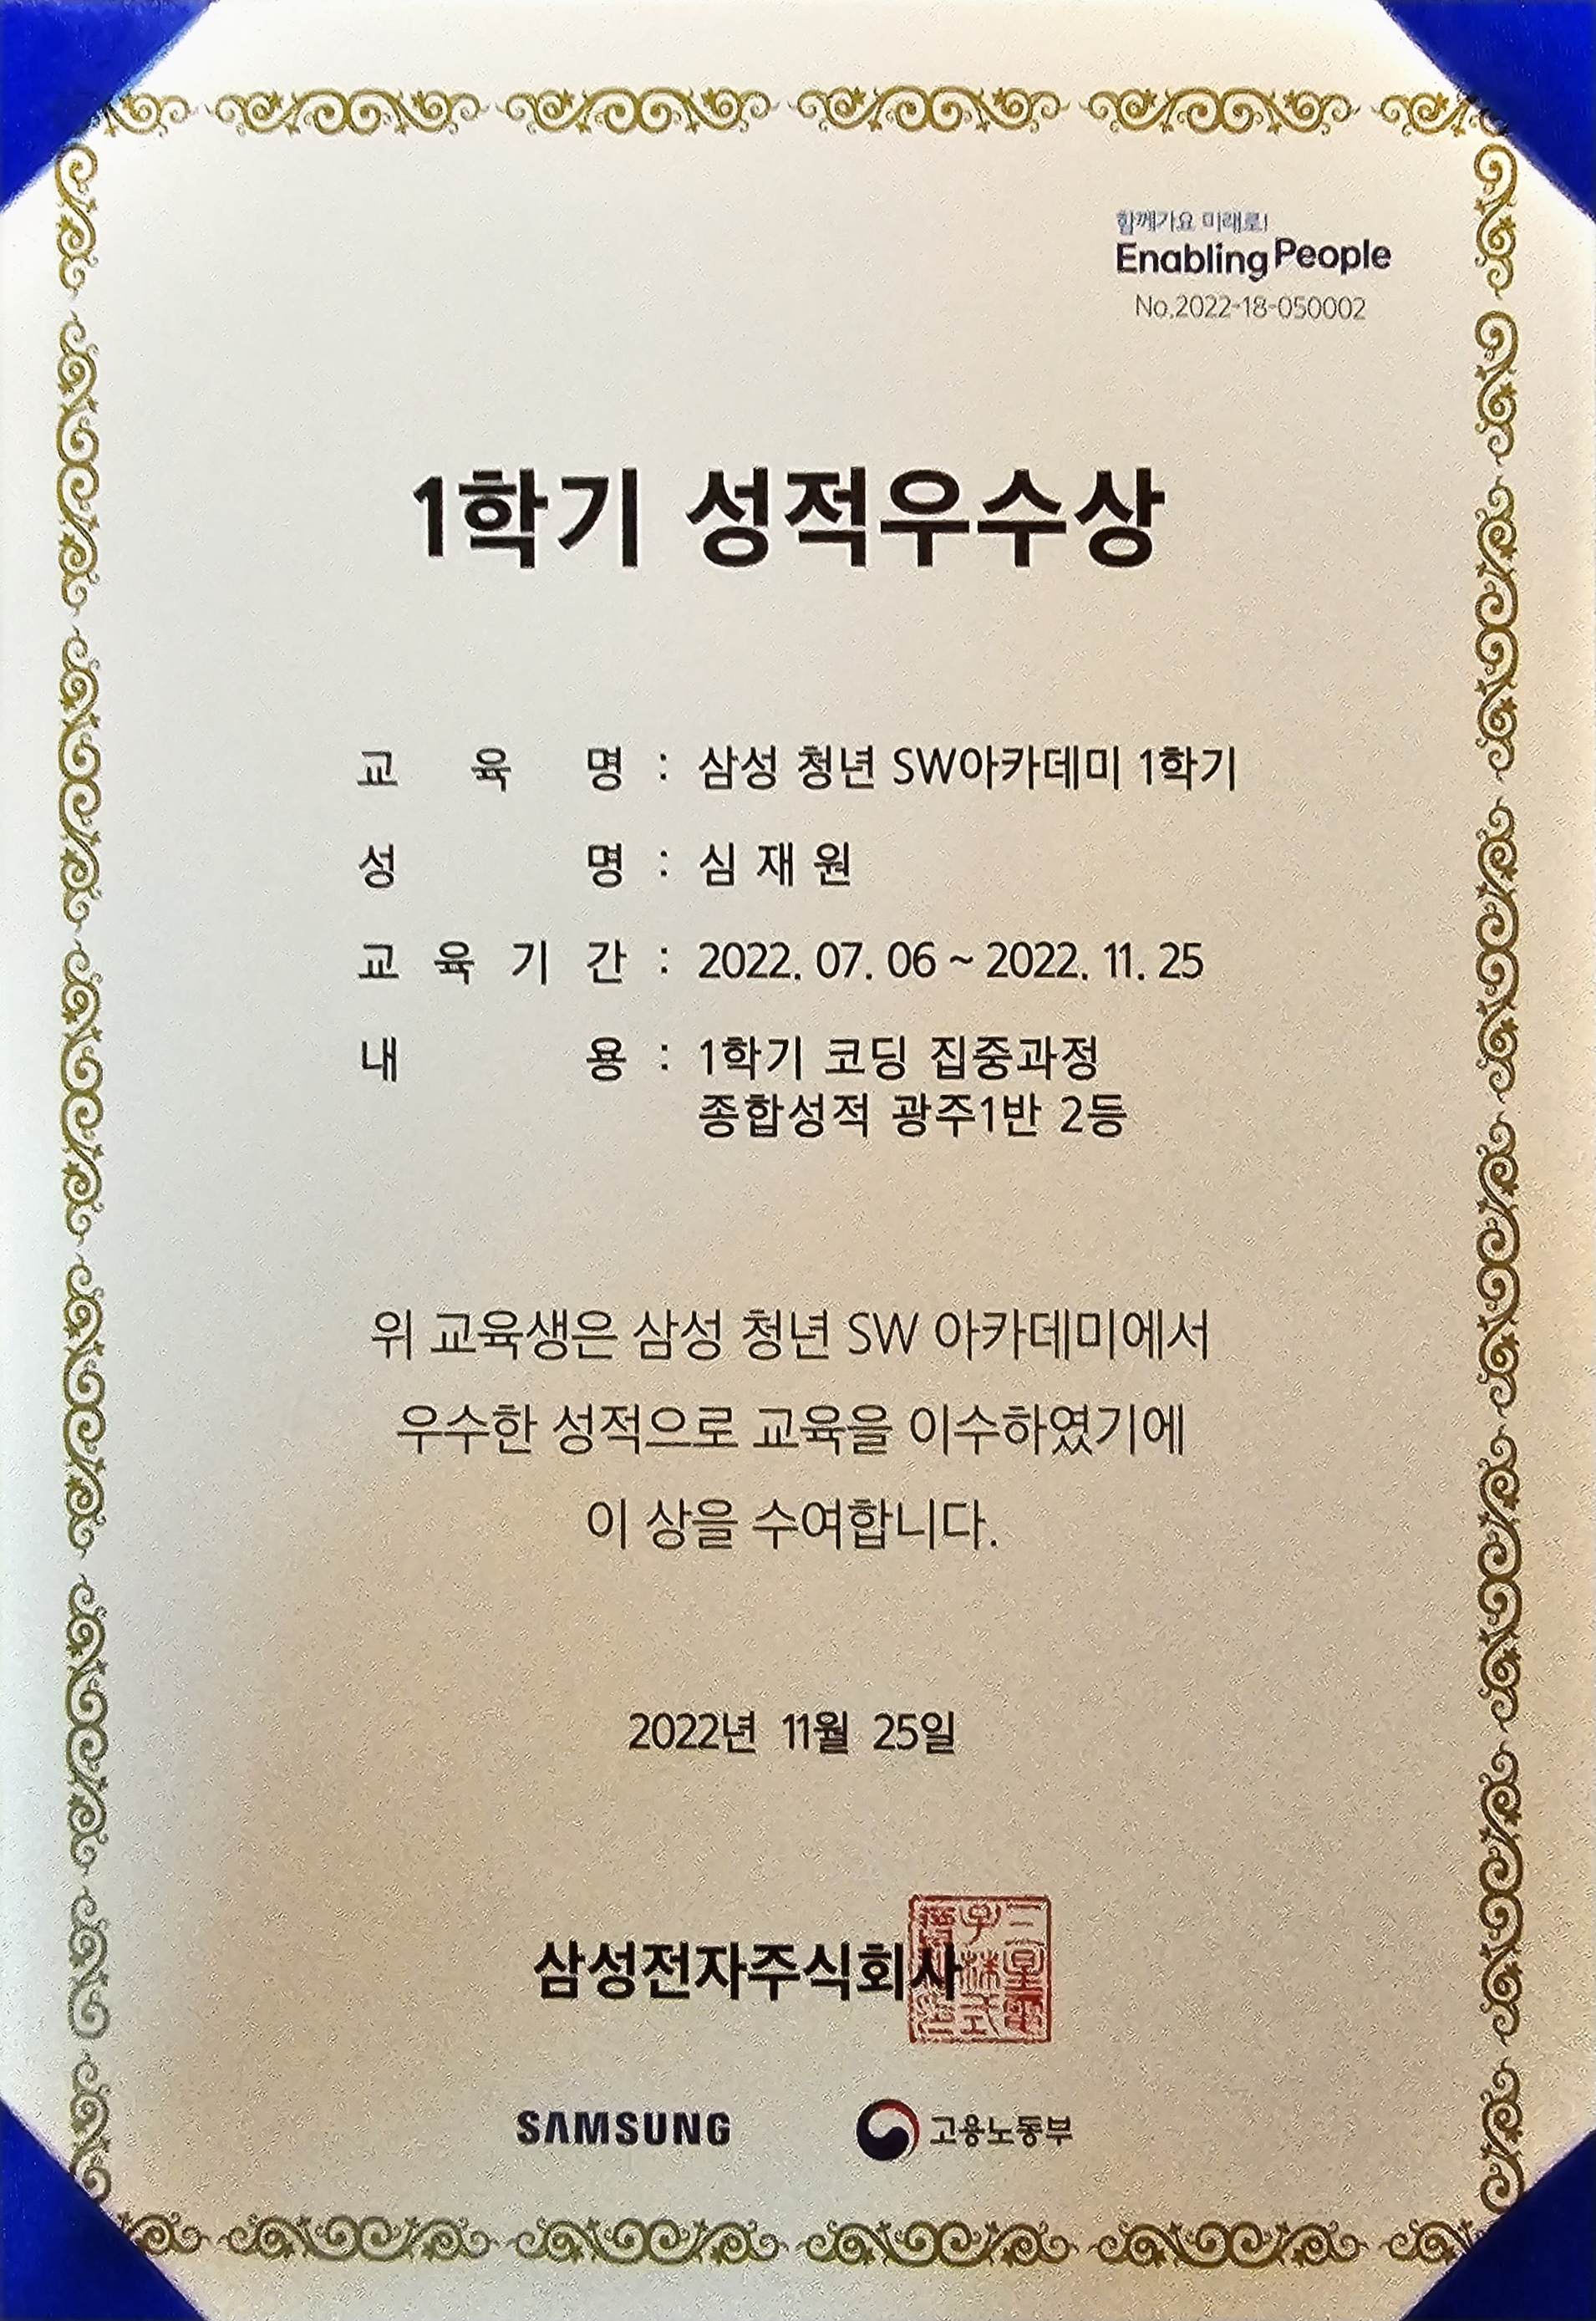 함께가요 미래로!
Enabling People
No.2022-18-050002
1학기 성적우수상
교 육 명 : 삼성 청년 SW아카데미 1학기
성 명 : 심 재 원
교 육 기 간 : 2022. 07. 06 ~ 2022. 11. 25
내 용 : 1학기 코딩 집중과정
종합성적 광주1반 2등
위 교육생은 삼성 청년 SW 아카데미에서
우수한 성적으로 교육을 이수하였기에
이 상을 수여합니다.
2022년 11월 25일
삼성전자주식회사
SAMSUNG 고용노동부